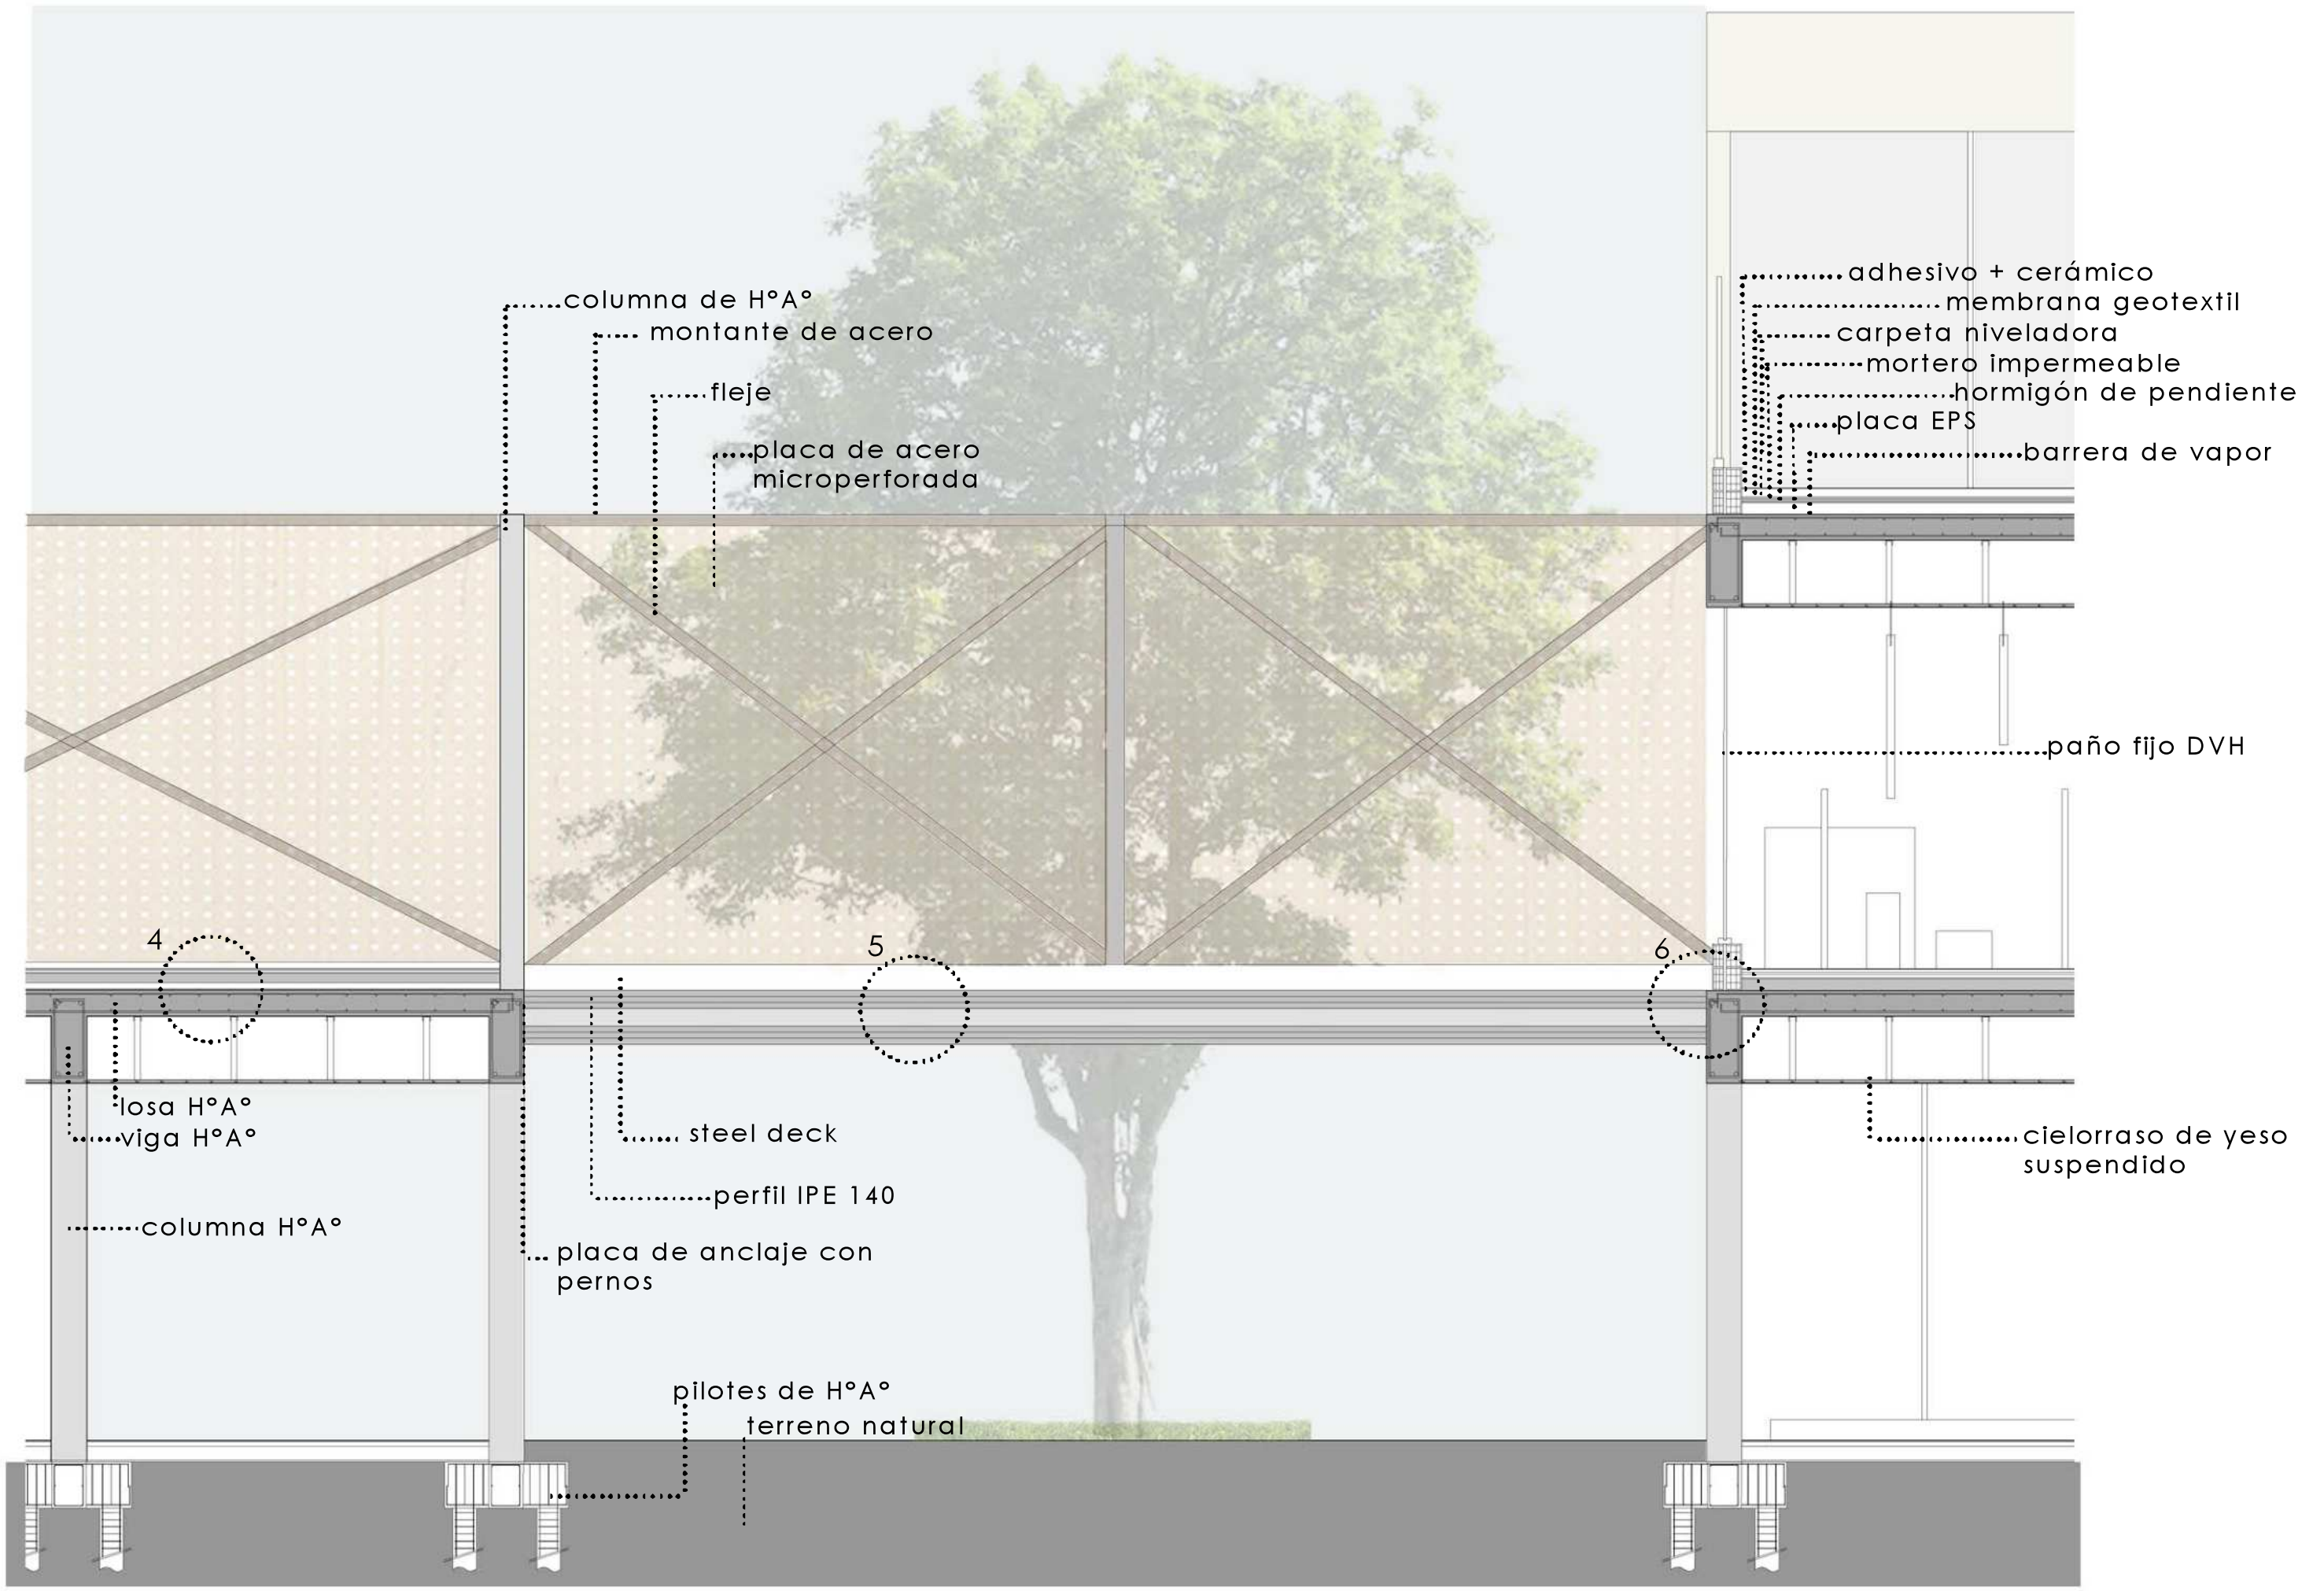 adhesivo + cerámico
columna de H°A°
membrana geotextil
montante de acero
carpeta niveladora
mortero impermeable
fleje
hormigón de pendiente
placa EPS
placa de acero
microperforada
barrera de vapor
paño fijo DVH
4
5
6
losa H°A°
viga H°A°
steel deck
cielorraso de yeso
suspendido
perfil IPE 140
columna H°A°
placa de anclaje con
pernos
pilotes de H°A°
terreno natural